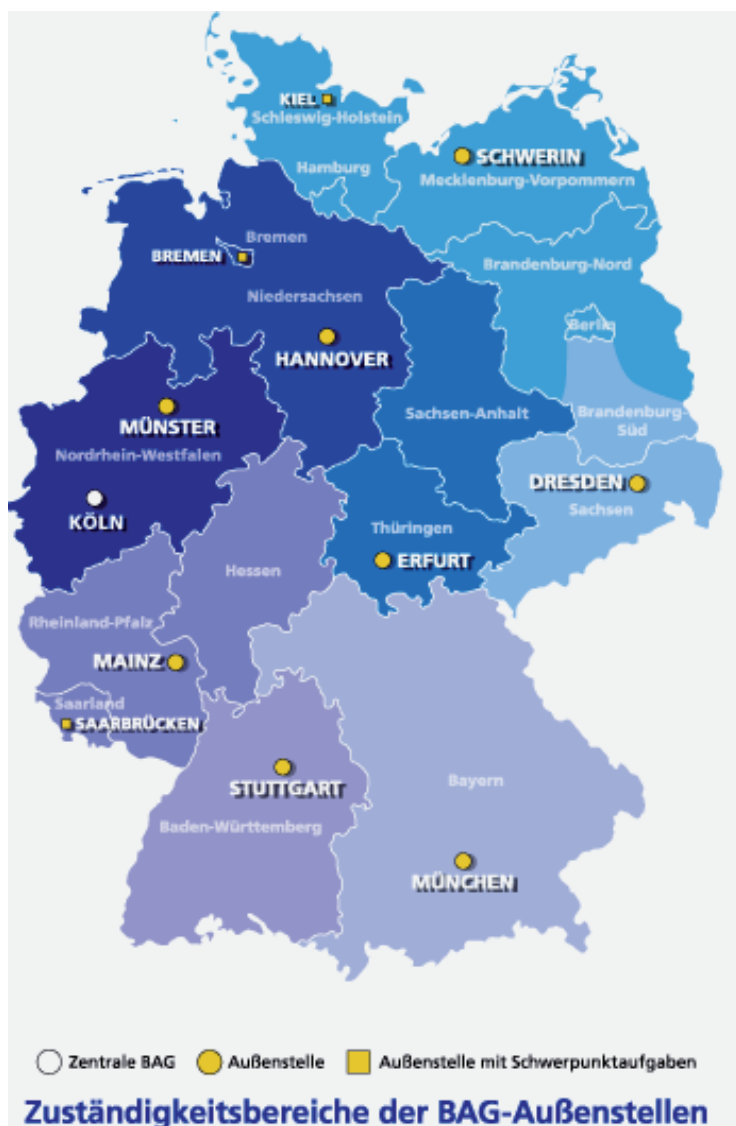 KIEL
Schleswig-Holstein
Hamburg
SCHWERIN
Mecklenburg-Vorpommern
Bremen
BREMEN
Brandenburg-Nord
Niedersachsen
Berlin
HANNOVER
MÜNSTER
Sachsen-Anhalt
Brandenburg-
Süd
Nordrhein-Westfalen
DRESDEN
KÖLN
Sachsen
Thüringen
ERFURT
Hessen
Rheinland-Pfalz
MAINZ
Saarland
SAARBRÜCKEN
STUTTGART
Bayern
Baden-Württemberg
MÜNCHEN
Zentrale BAG
Außenstelle
Außenstelle mit Schwerpunktaufgaben
Zuständigkeitsbereiche der BAG-Außenstellen